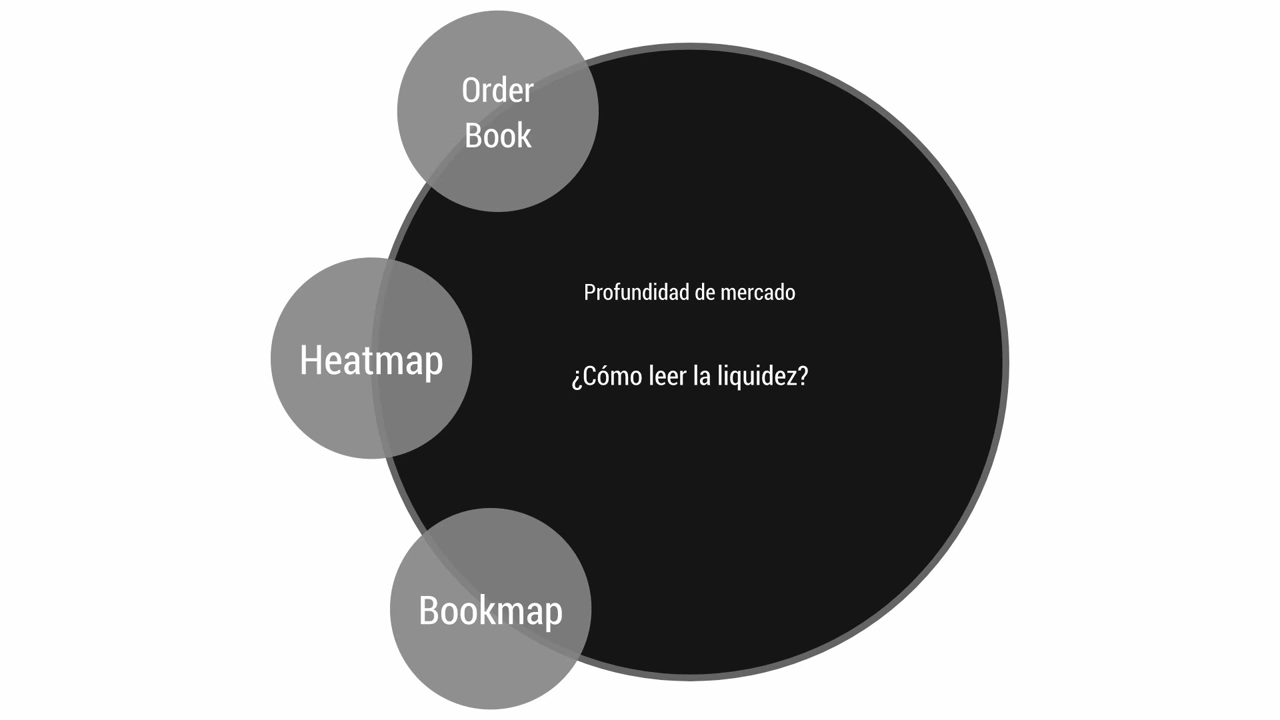 Order
Book
Heatmap
Bookmap
Profundidad de mercado
¿Cómo leer la liquidez?